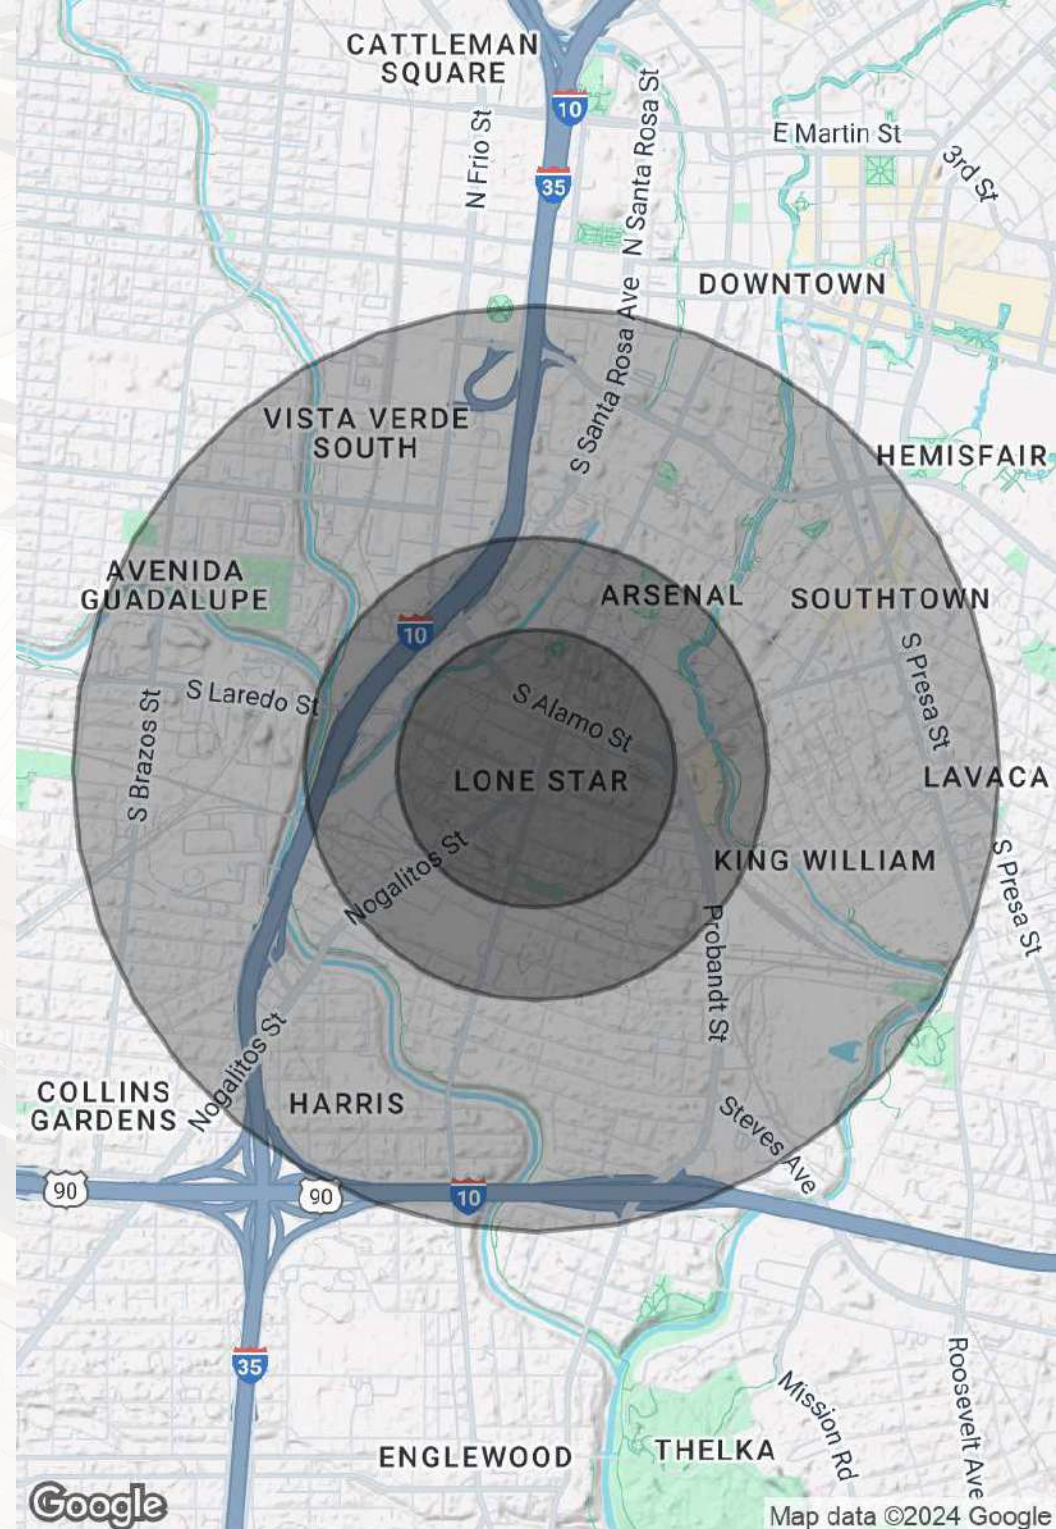 CATTLEMAN
SQUARE
10
N Frio St
N Santa Rosa St
E Martin St
3rd St
35
DOWNTOWN
S Santa Rosa Ave
VISTA VERDE
SOUTH
HEMISFAIR
AVENIDA
GUADALUPE
ARSENAL
SOUTHTOWN
10
S Presa St
S Laredo St
S Alamo St
S Brazos St
LONE STAR
LAVACA
Nogalitos St
KING WILLIAM
S Presa St
Probandt St
Nogalitos St
COLLINS
GARDENS
HARRIS
Steves Ave
90
90
10
35
Roosevelt Ave
Mission Rd
ENGLEWOOD
THELKA
Google
Map data ©2024 Google